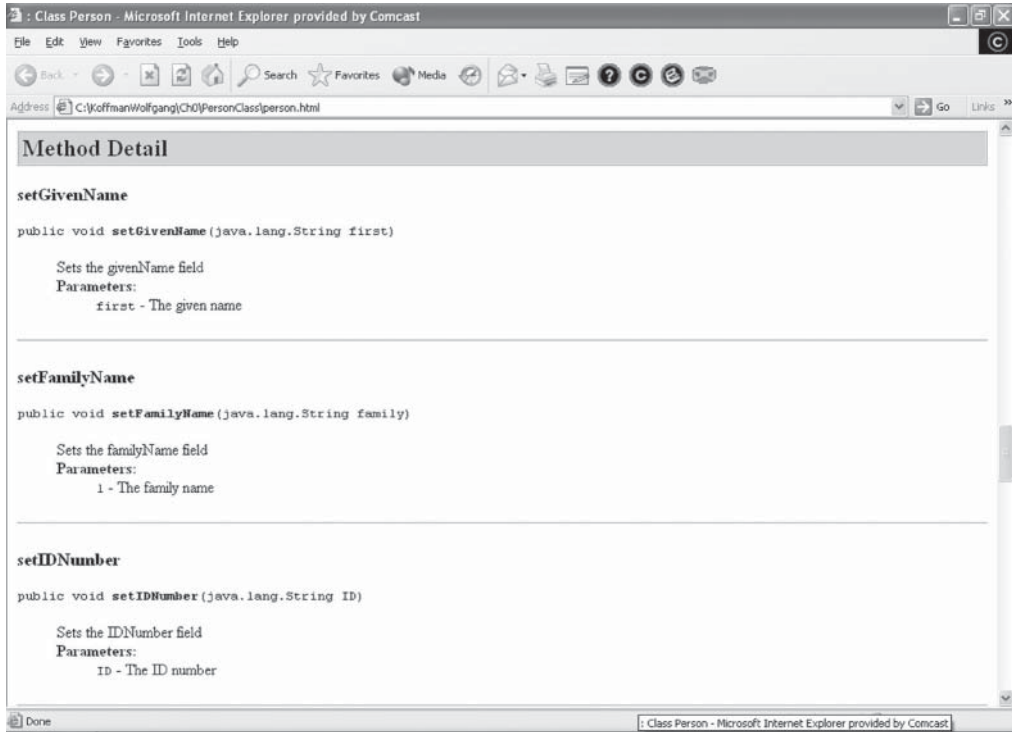 : Class Person - Microsoft Internet Explorer provided by Comcast
File Edit View Favorites Tools Help
Back Search Favorites Media
Address C:\KoffmanWolfgang\Ch0\PersonClass\person.html Go Links »
Method Detail
setGivenName
public void setGivenName(java.lang.String first)
Sets the givenName field
Parameters:
first - The given name
setFamilyName
public void setFamilyName(java.lang.String family)
Sets the familyName field
Parameters:
l - The family name
setIDNumber
public void setIDNumber(java.lang.String ID)
Sets the IDNumber field
Parameters:
ID - The ID number
Done : Class Person - Microsoft Internet Explorer provided by Comcast